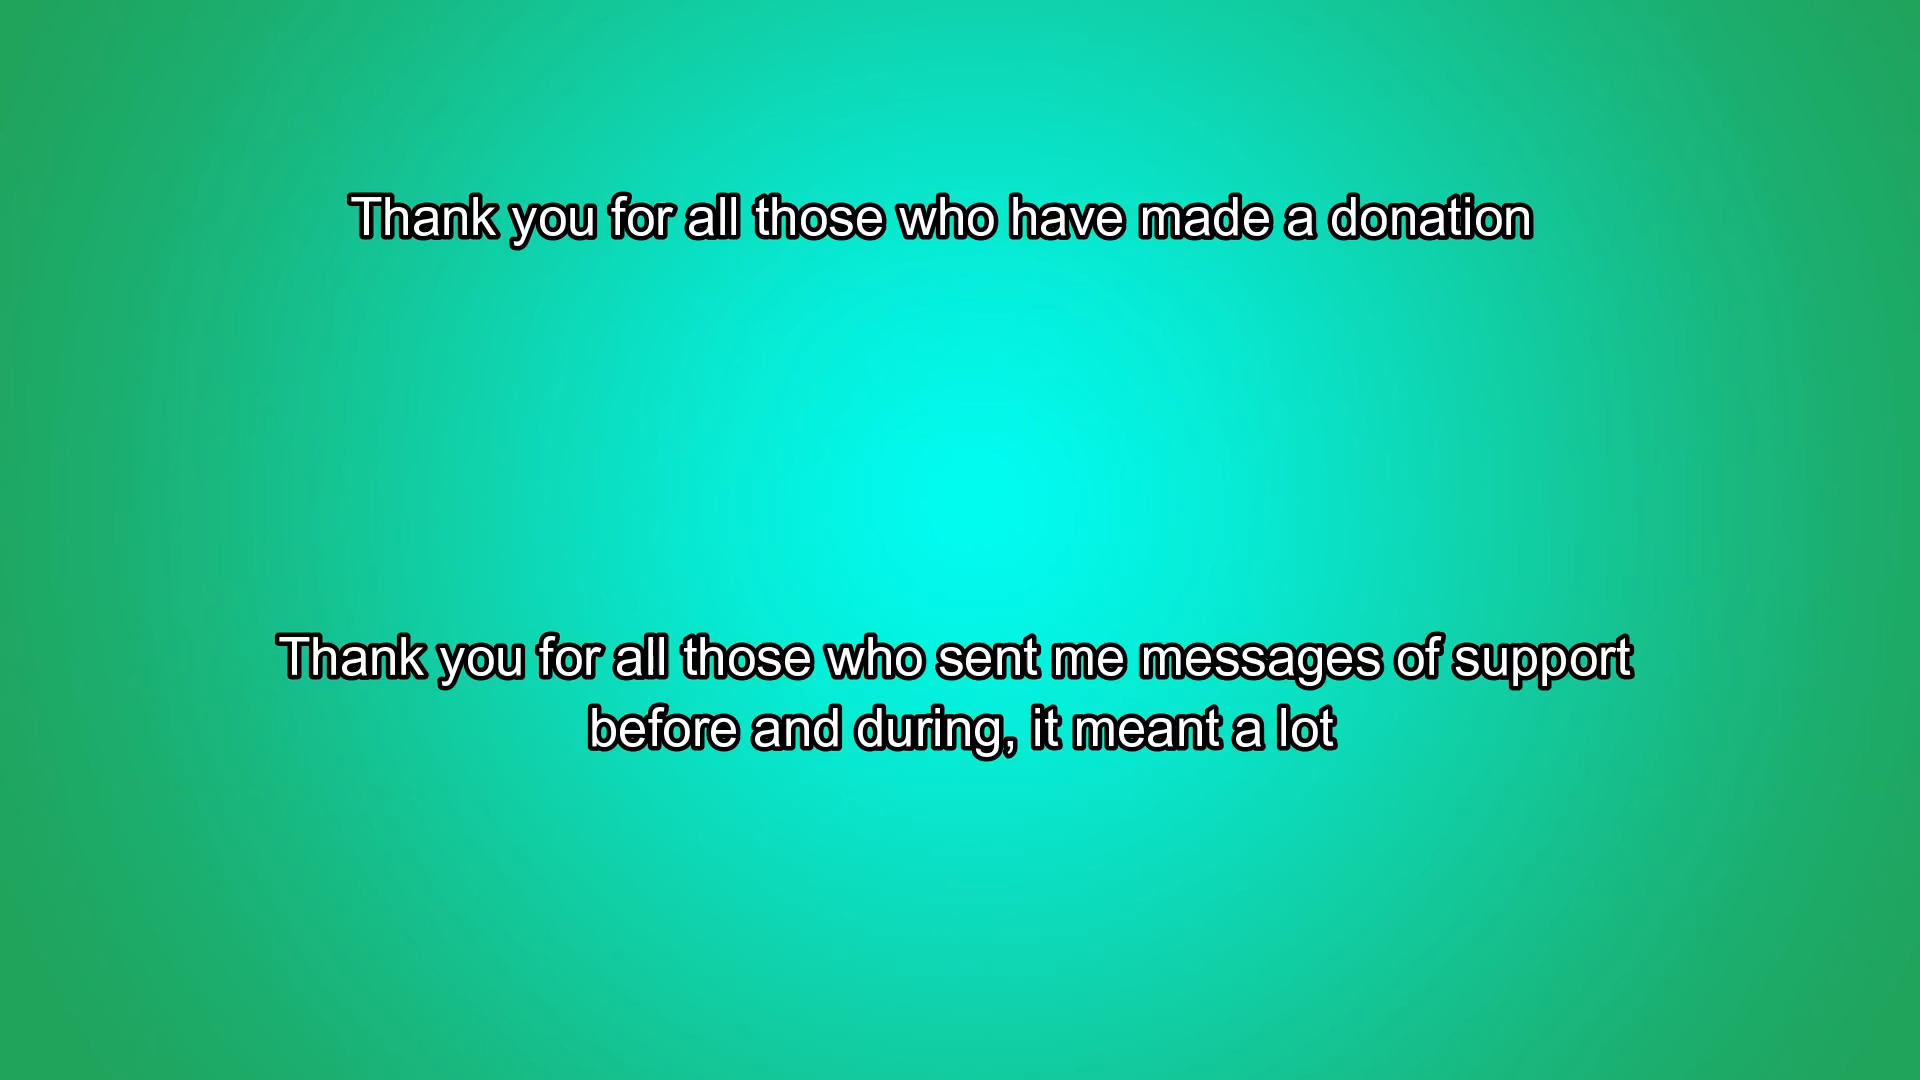 Thank you for all those who have made a donation
Thank you for all those who sent me messages of support
before and during, it meant a lot